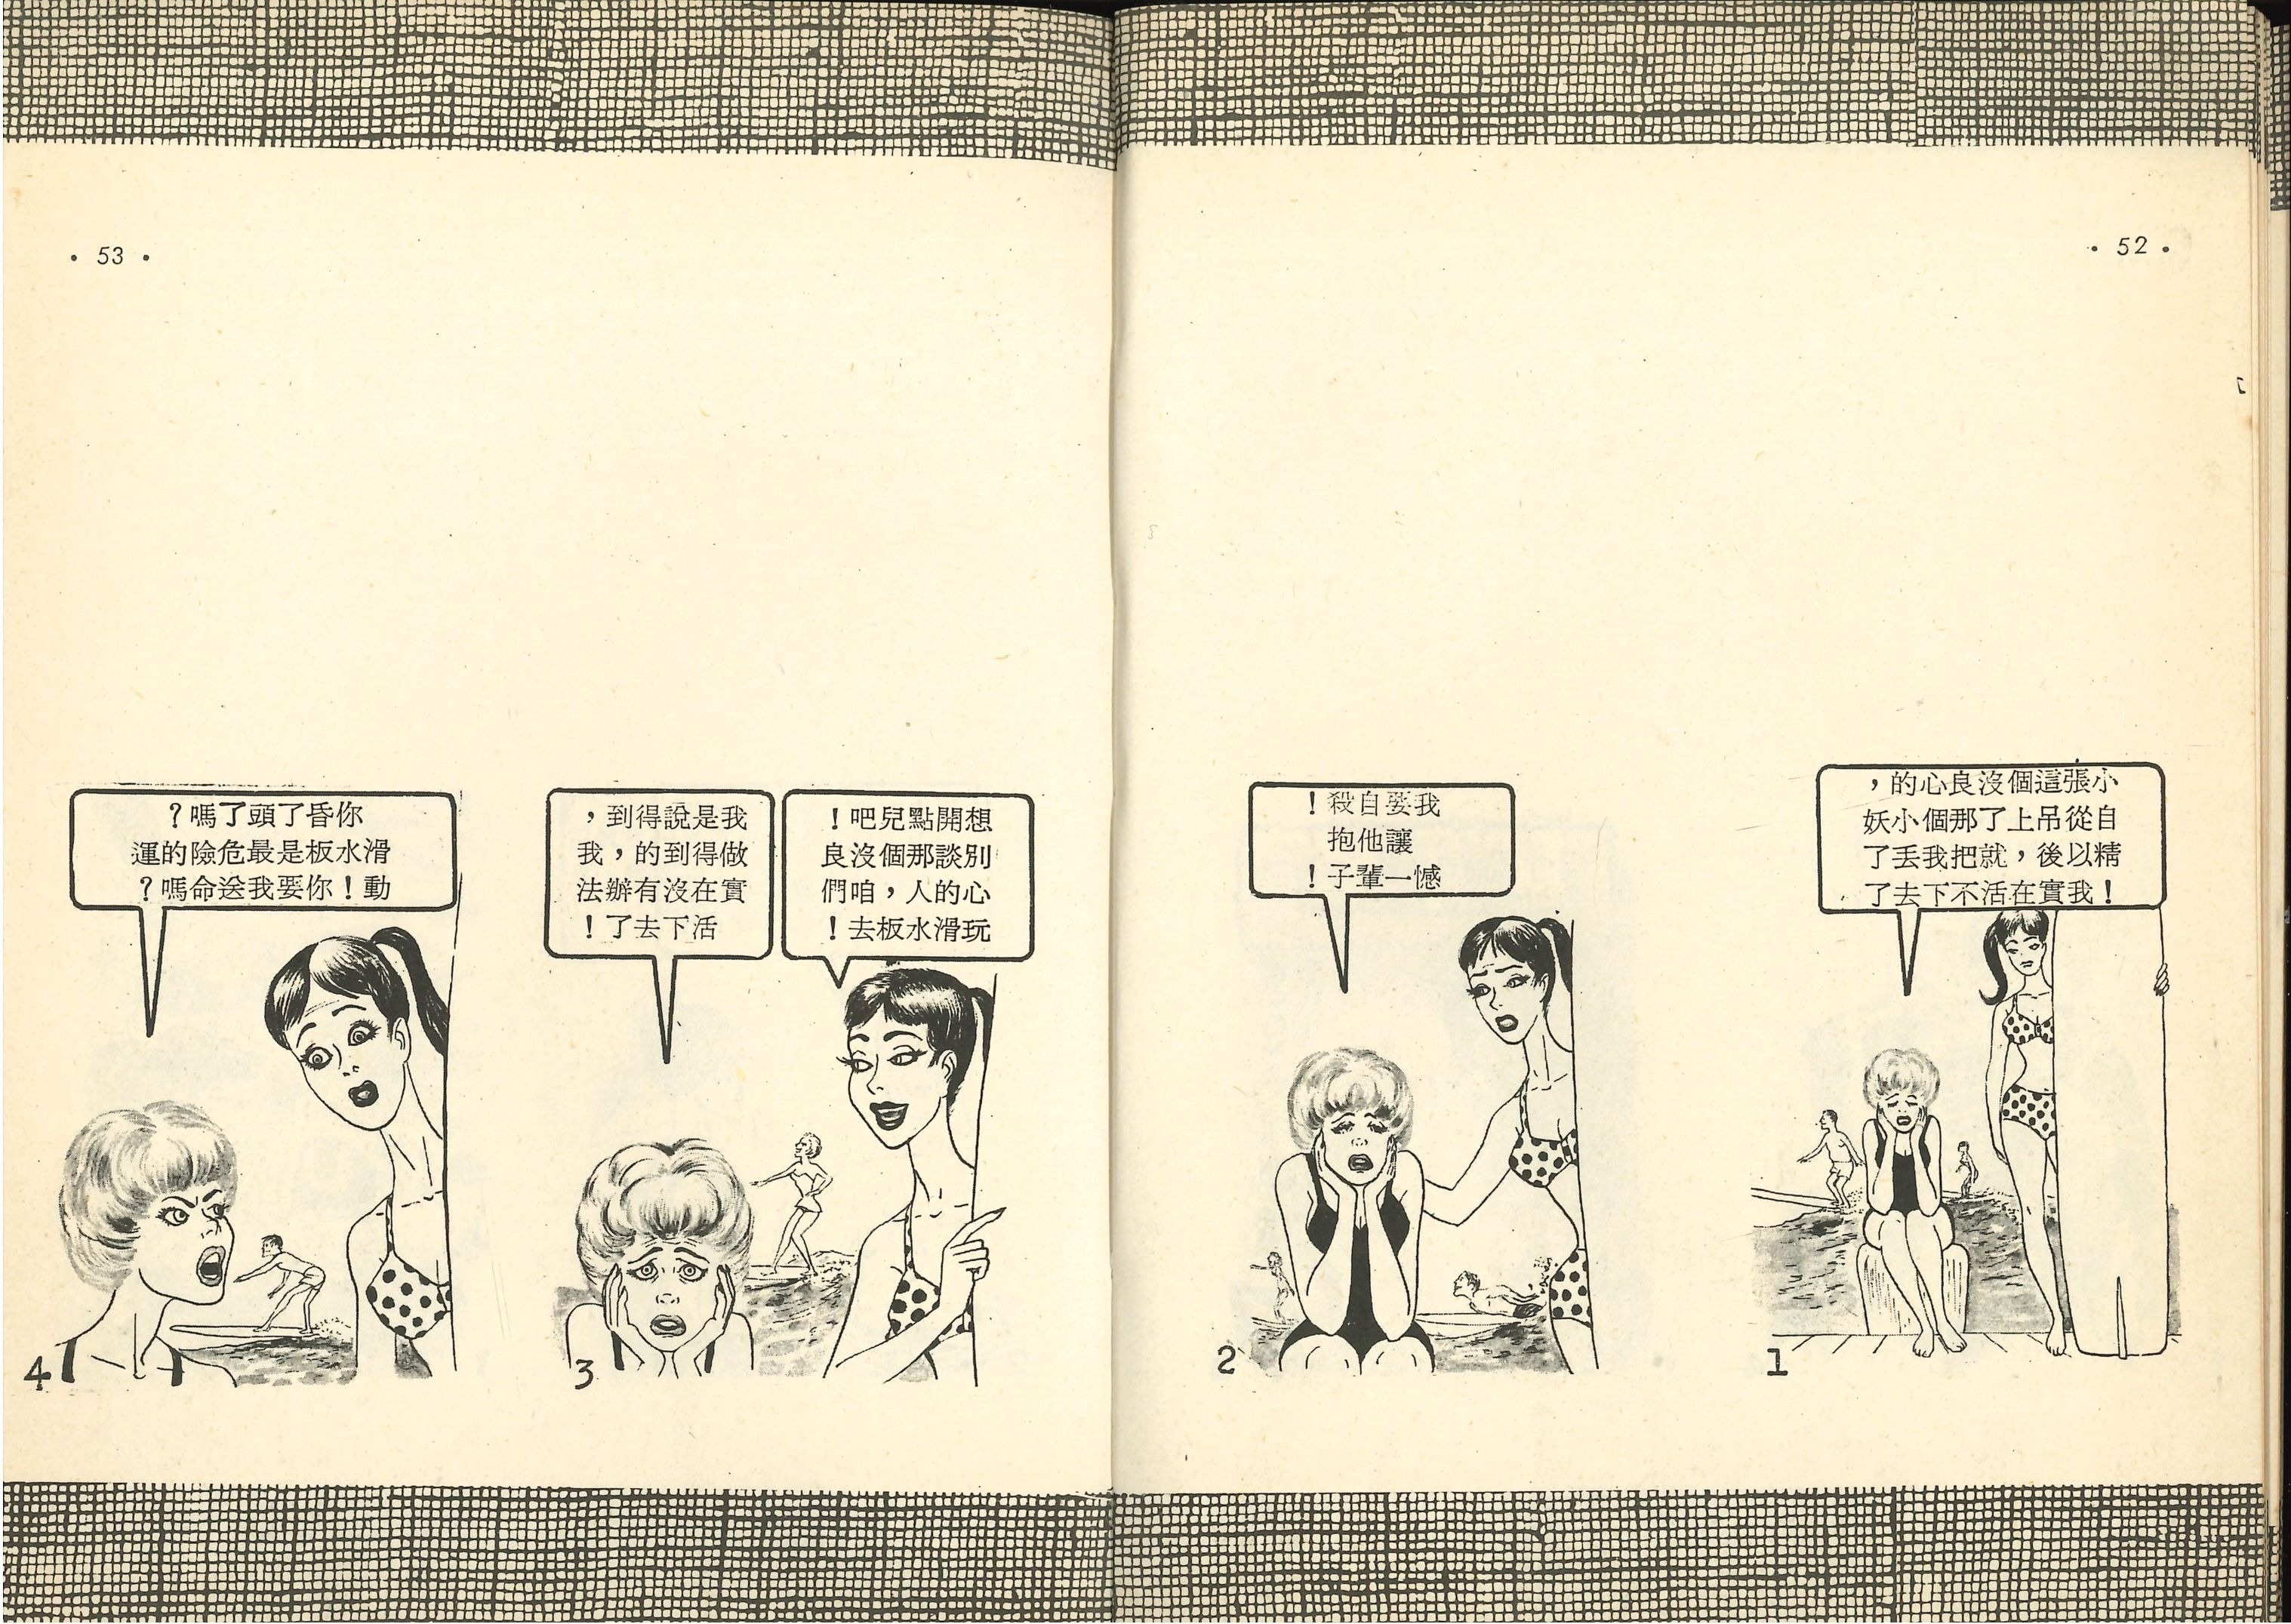 • 52 •
小張這個沒良心的，
自從吊上了那個小妖
精以後，就把我丟了
！我實在活不下去了
1
我要自殺！
讓他抱
憾一輩子！
2
想開點兒吧！
別談那個沒良
心的人，咱們
玩滑水板去！
我是說得到，
做得到的，我
實在沒有辦法
活下去了！
3
• 53 •
你昏了頭了嗎？
滑水板是最危險的運
動！你要我送命嗎？
4